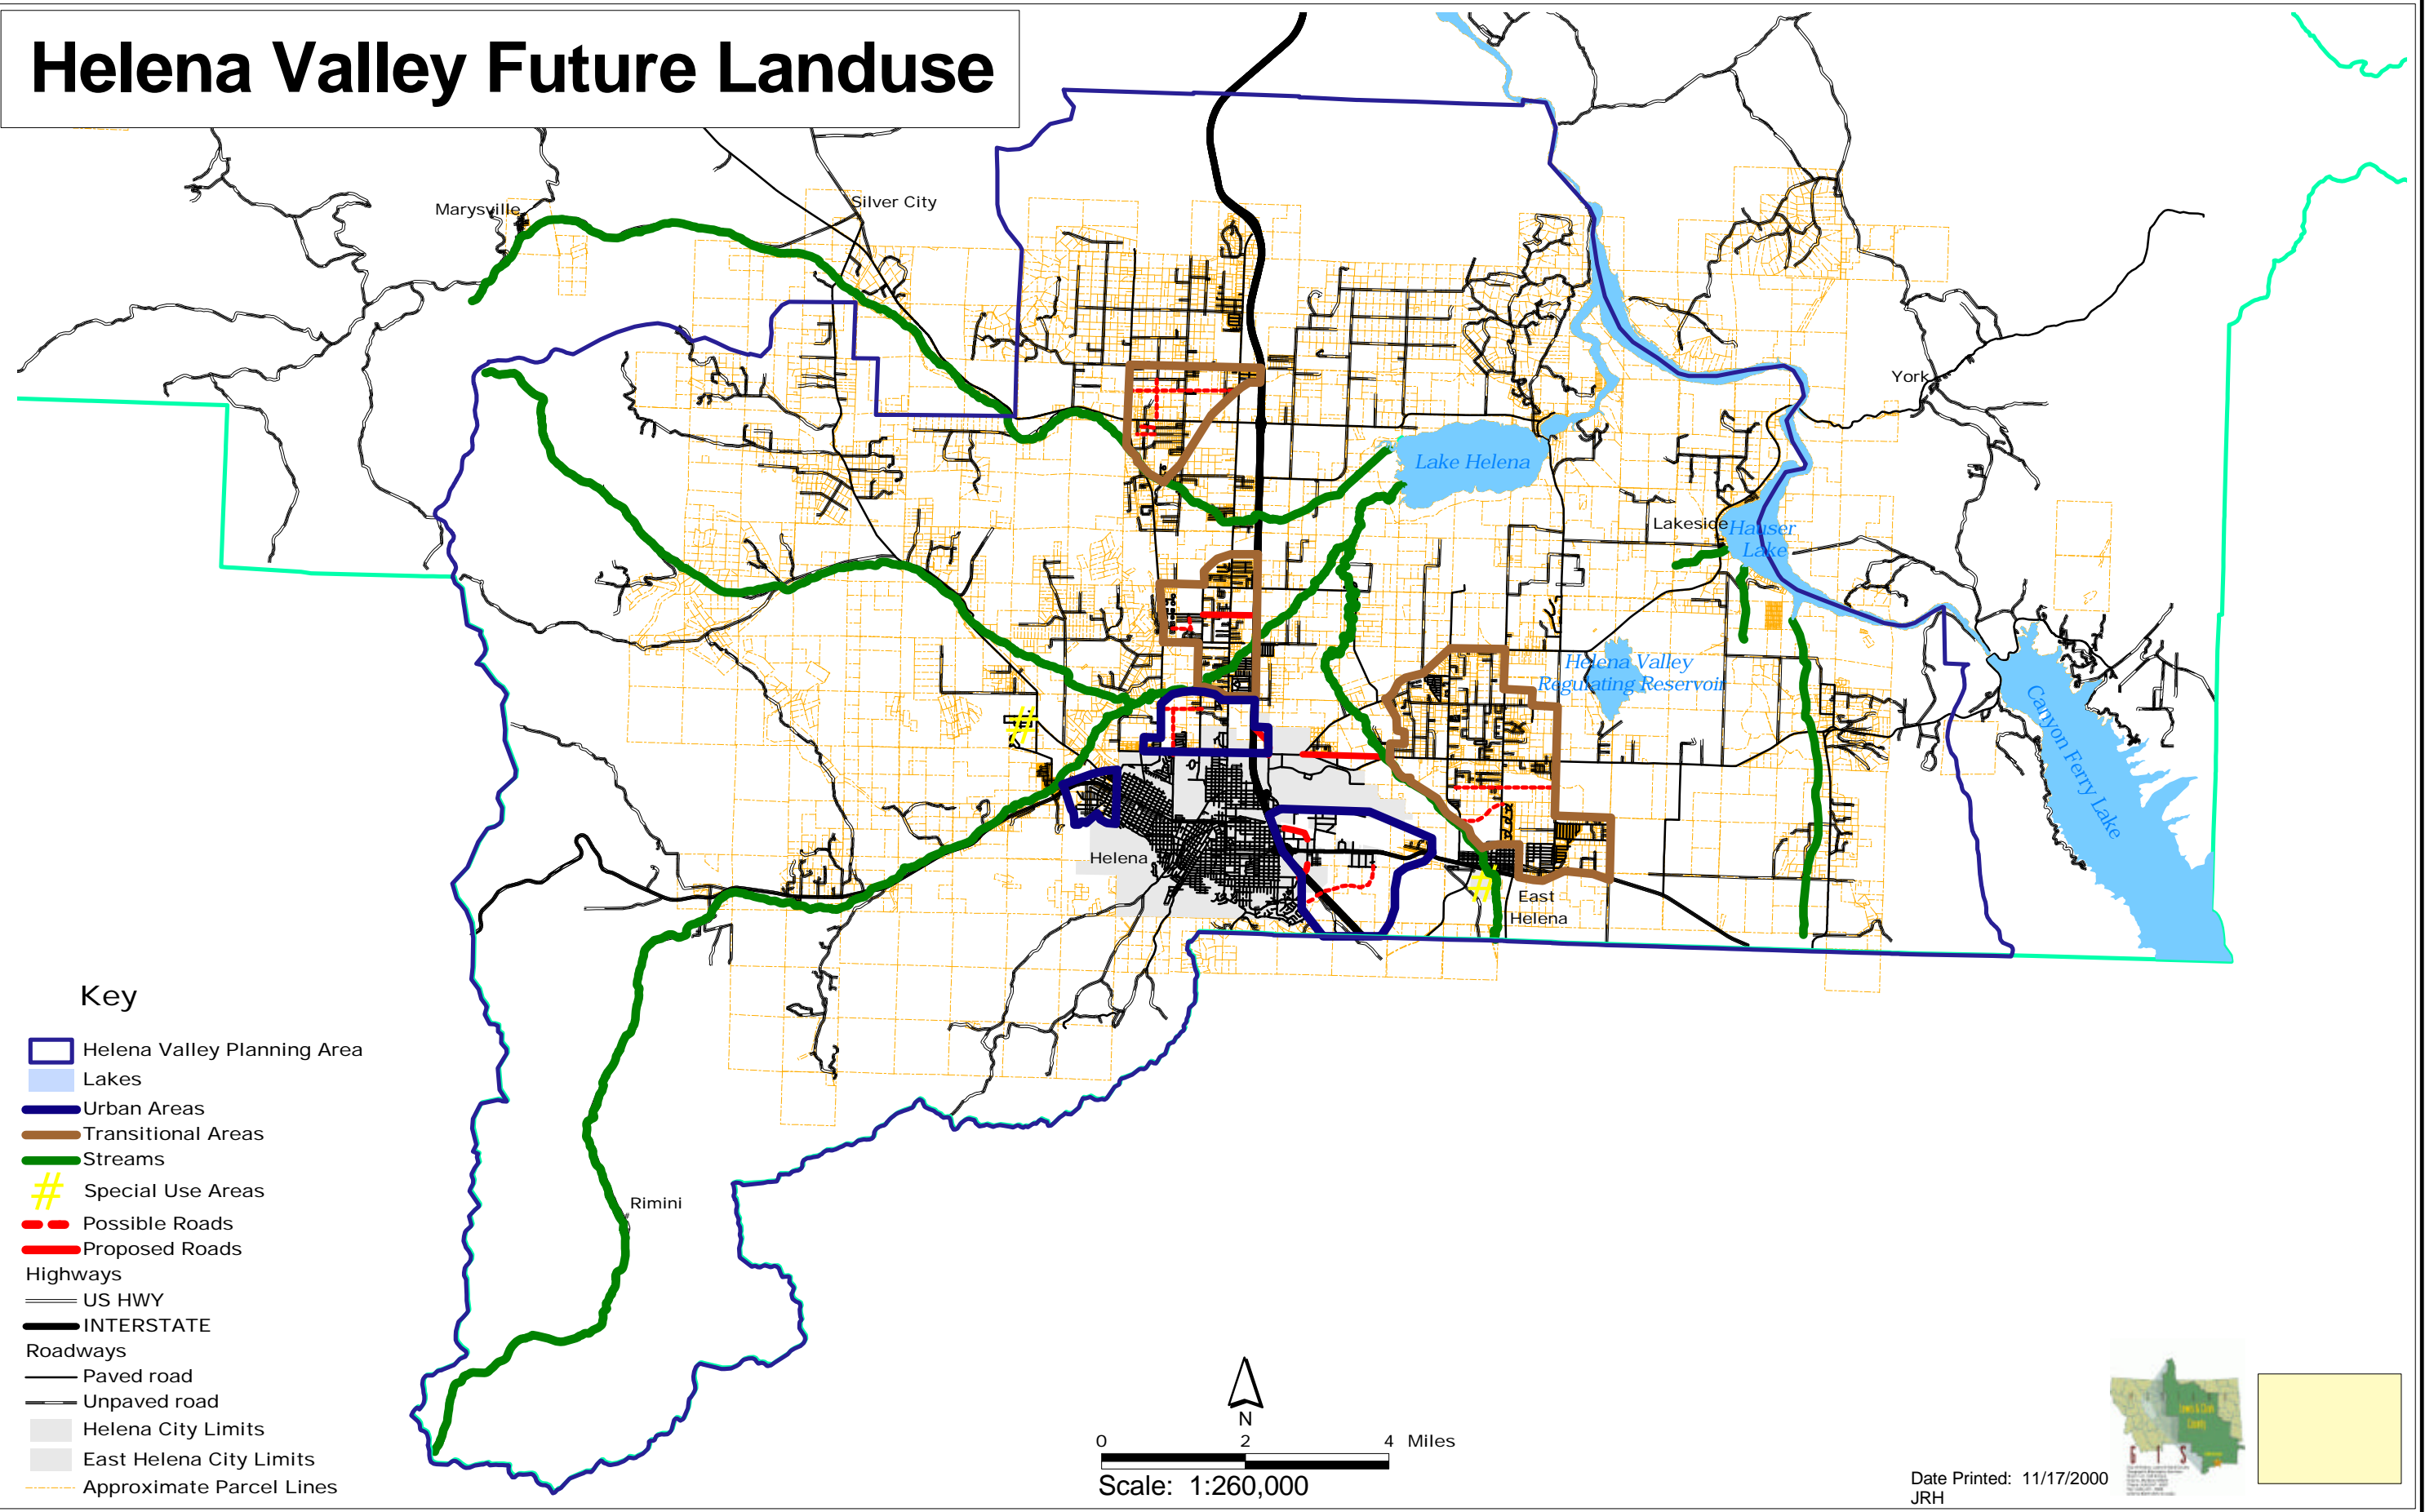 Helena Valley Future Landuse
Marysville
Silver City
York
Lake Helena
Lakeside
Hauser
Lake
Helena Valley
Regulating Reservoir
Canyon Ferry Lake
Helena
East
Helena
Rimini
Key
Helena Valley Planning Area
Lakes
Urban Areas
Transitional Areas
Streams
# Special Use Areas
Possible Roads
Proposed Roads
Highways
US HWY
INTERSTATE
Roadways
Paved road
Unpaved road
Helena City Limits
East Helena City Limits
Approximate Parcel Lines
N
0 2 4 Miles
Scale: 1:260,000
Date Printed: 11/17/2000
JRH
Lewis & Clark
County
G I S